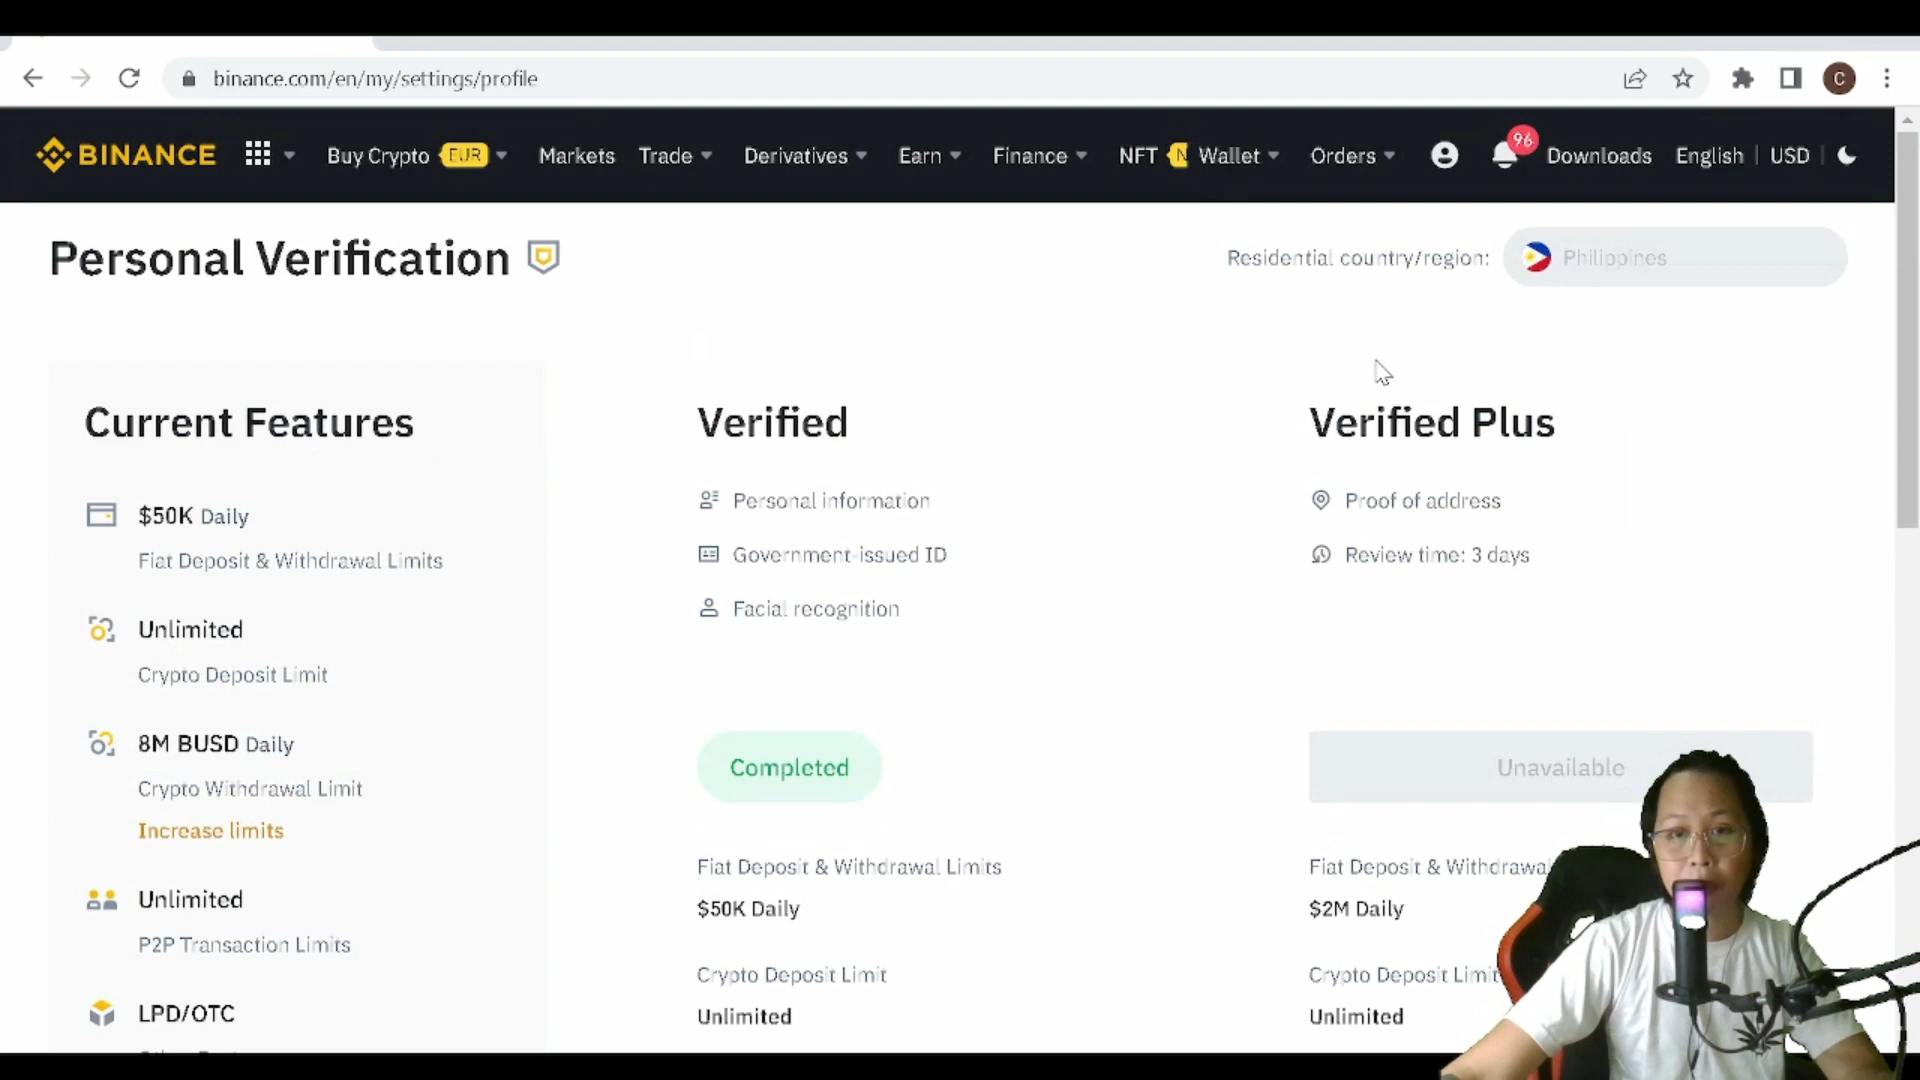 binance.com/en/my/settings/profile
C
BINANCE
Buy Crypto EUR
Markets
Trade
Derivatives
Earn
Finance
NFT N
Wallet
Orders
96
Downloads
English | USD
Personal Verification
Residential country/region: Philippines
Current Features
$50K Daily
Fiat Deposit & Withdrawal Limits
Unlimited
Crypto Deposit Limit
8M BUSD Daily
Crypto Withdrawal Limit
Increase limits
Unlimited
P2P Transaction Limits
LPD/OTC
Verified
Personal information
Government-issued ID
Facial recognition
Completed
Fiat Deposit & Withdrawal Limits
$50K Daily
Crypto Deposit Limit
Unlimited
Verified Plus
Proof of address
Review time: 3 days
Unavailable
Fiat Deposit & Withdrawa
$2M Daily
Crypto Deposit Limit
Unlimited